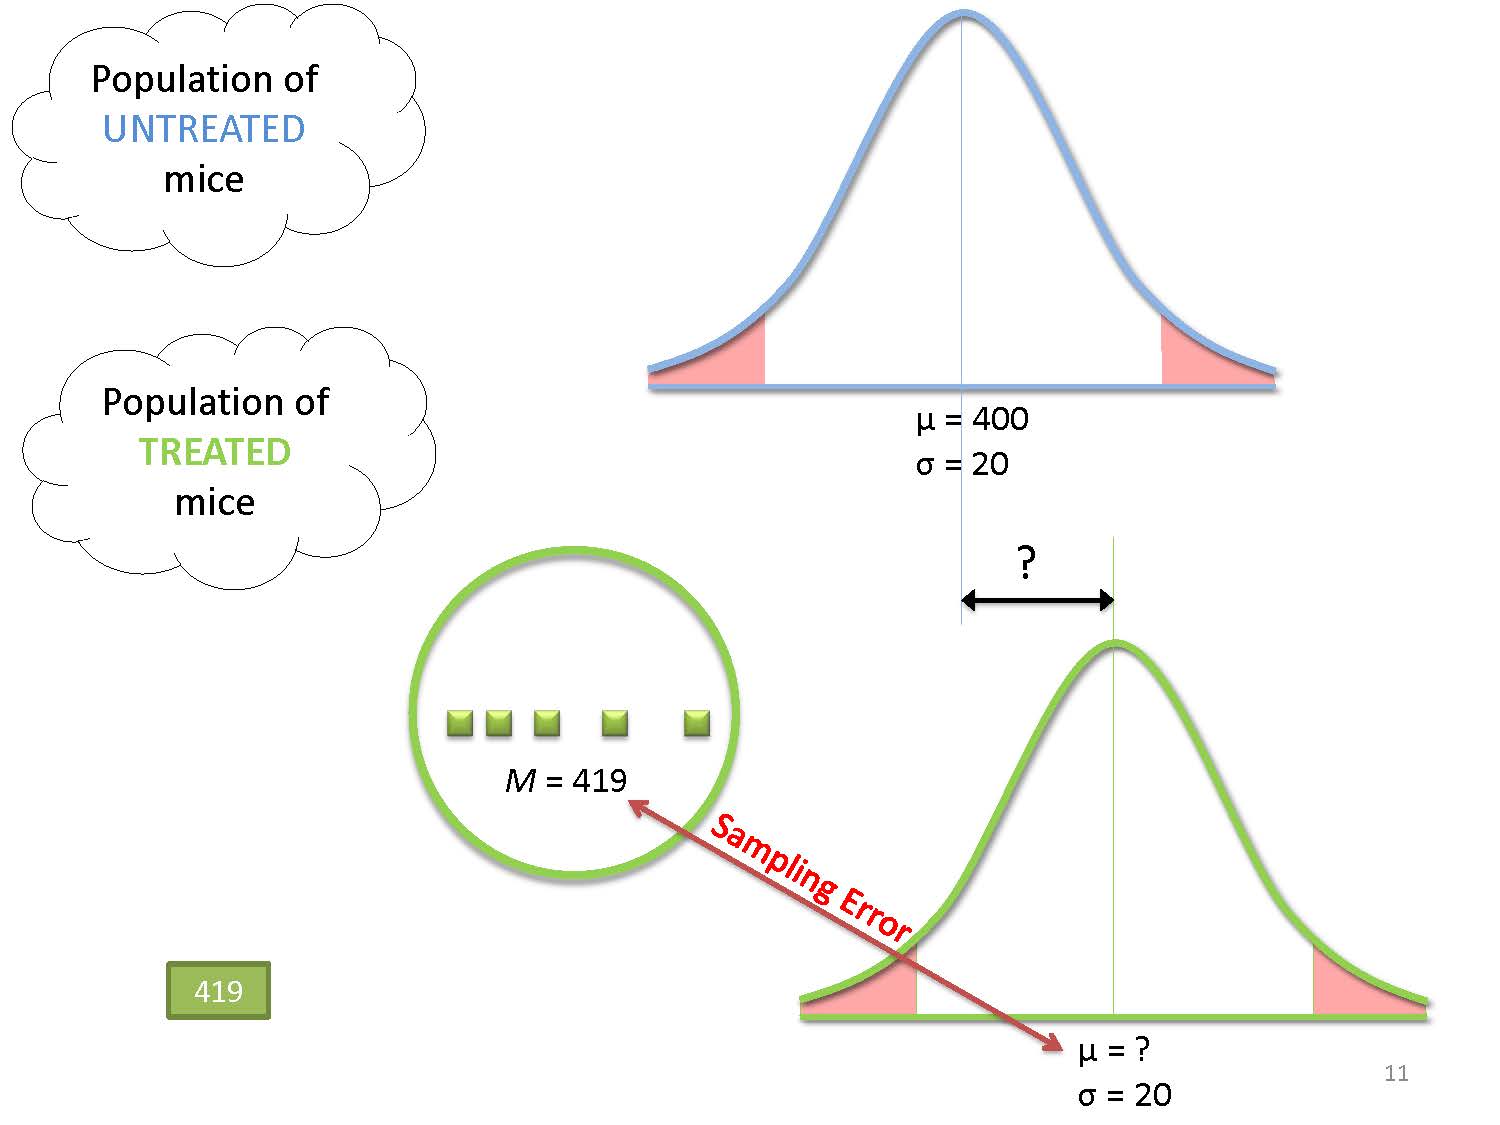 Population of
UNTREATED
mice
μ = 400
σ = 20
Population of
TREATED
mice
?
M = 419
Sampling Error
419
μ = ?
σ = 20
11